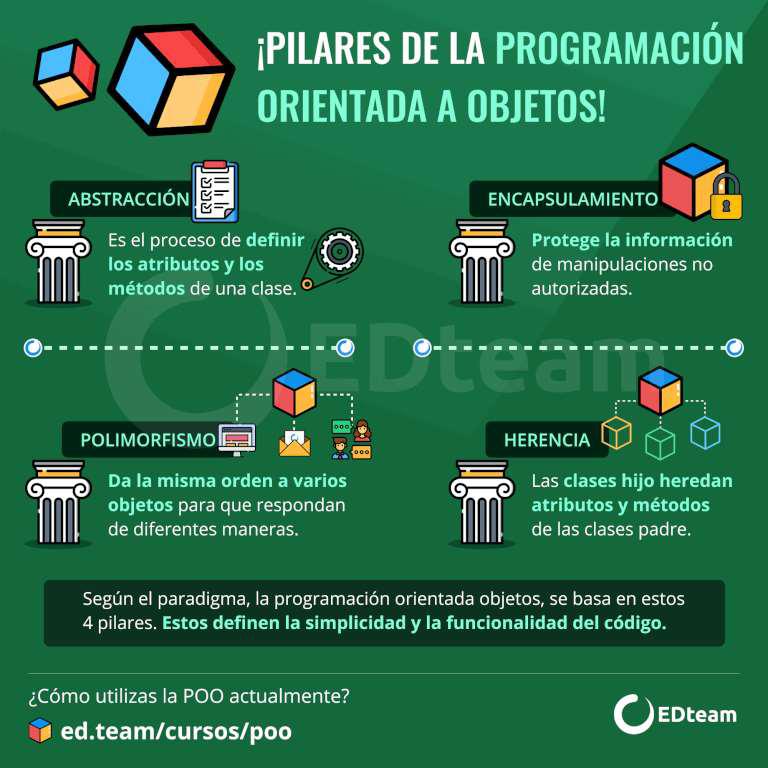 ¡PILARES DE LA PROGRAMACIÓN
ORIENTADA A OBJETOS!
ABSTRACCIÓN
Es el proceso de definir
los atributos y los
métodos de una clase.
ENCAPSULAMIENTO
Protege la información
de manipulaciones no
autorizadas.
EDteam
POLIMORFISMO
Da la misma orden a varios
objetos para que respondan
de diferentes maneras.
HERENCIA
Las clases hijo heredan
atributos y métodos
de las clases padre.
Según el paradigma, la programación orientada objetos, se basa en estos
4 pilares. Estos definen la simplicidad y la funcionalidad del código.
¿Cómo utilizas la POO actualmente?
ed.team/cursos/poo
EDteam